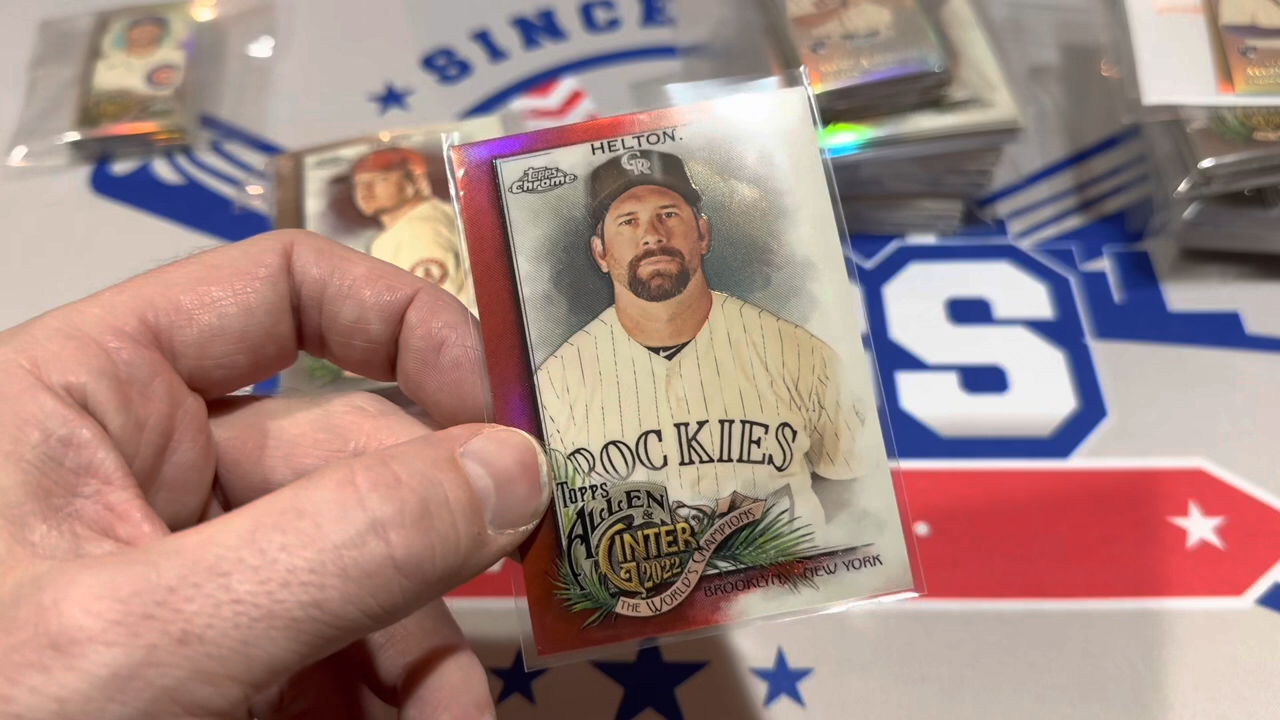 SINCE
HELTON.
Topps
Chrome
CR
ROCKIES
TOPPS
ALLEN
&
GINTER
2022
THE WORLD'S CHAMPIONS
BROOKLYN, NEW YORK
S